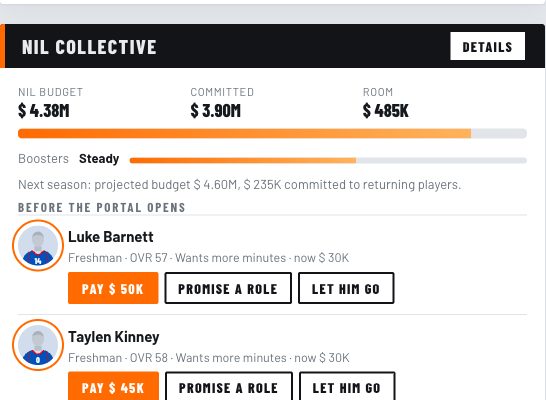 NIL COLLECTIVE
DETAILS
NIL BUDGET COMMITTED ROOM
$ 4.38M $ 3.90M $ 485K
Boosters Steady
Next season: projected budget $ 4.60M, $ 235K committed to returning players.
BEFORE THE PORTAL OPENS
Luke Barnett
14
Freshman · OVR 57 · Wants more minutes · now $ 30K
PAY $ 50K PROMISE A ROLE LET HIM GO
Taylen Kinney
0
Freshman · OVR 58 · Wants more minutes · now $ 30K
PAY $ 45K PROMISE A ROLE LET HIM GO